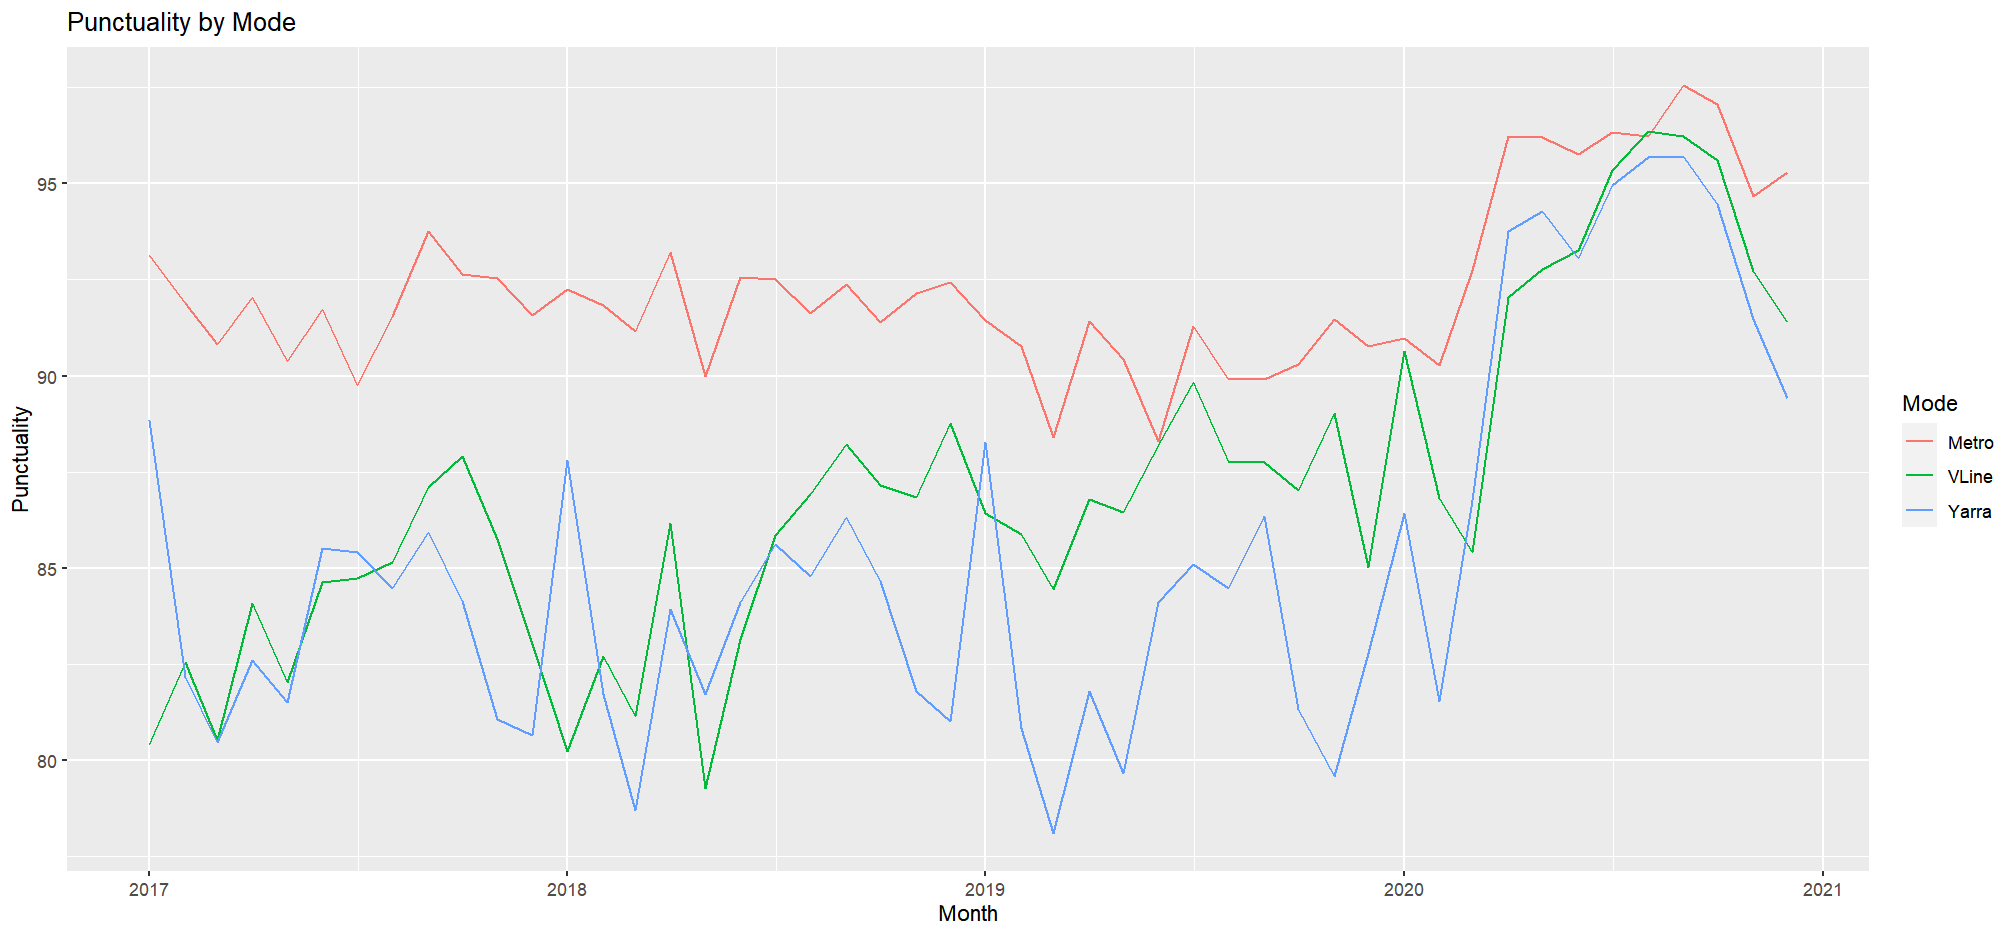 Punctuality by Mode
Punctuality
95
90
85
80
2017
2018
2019
2020
2021
Month
Mode
Metro
VLine
Yarra